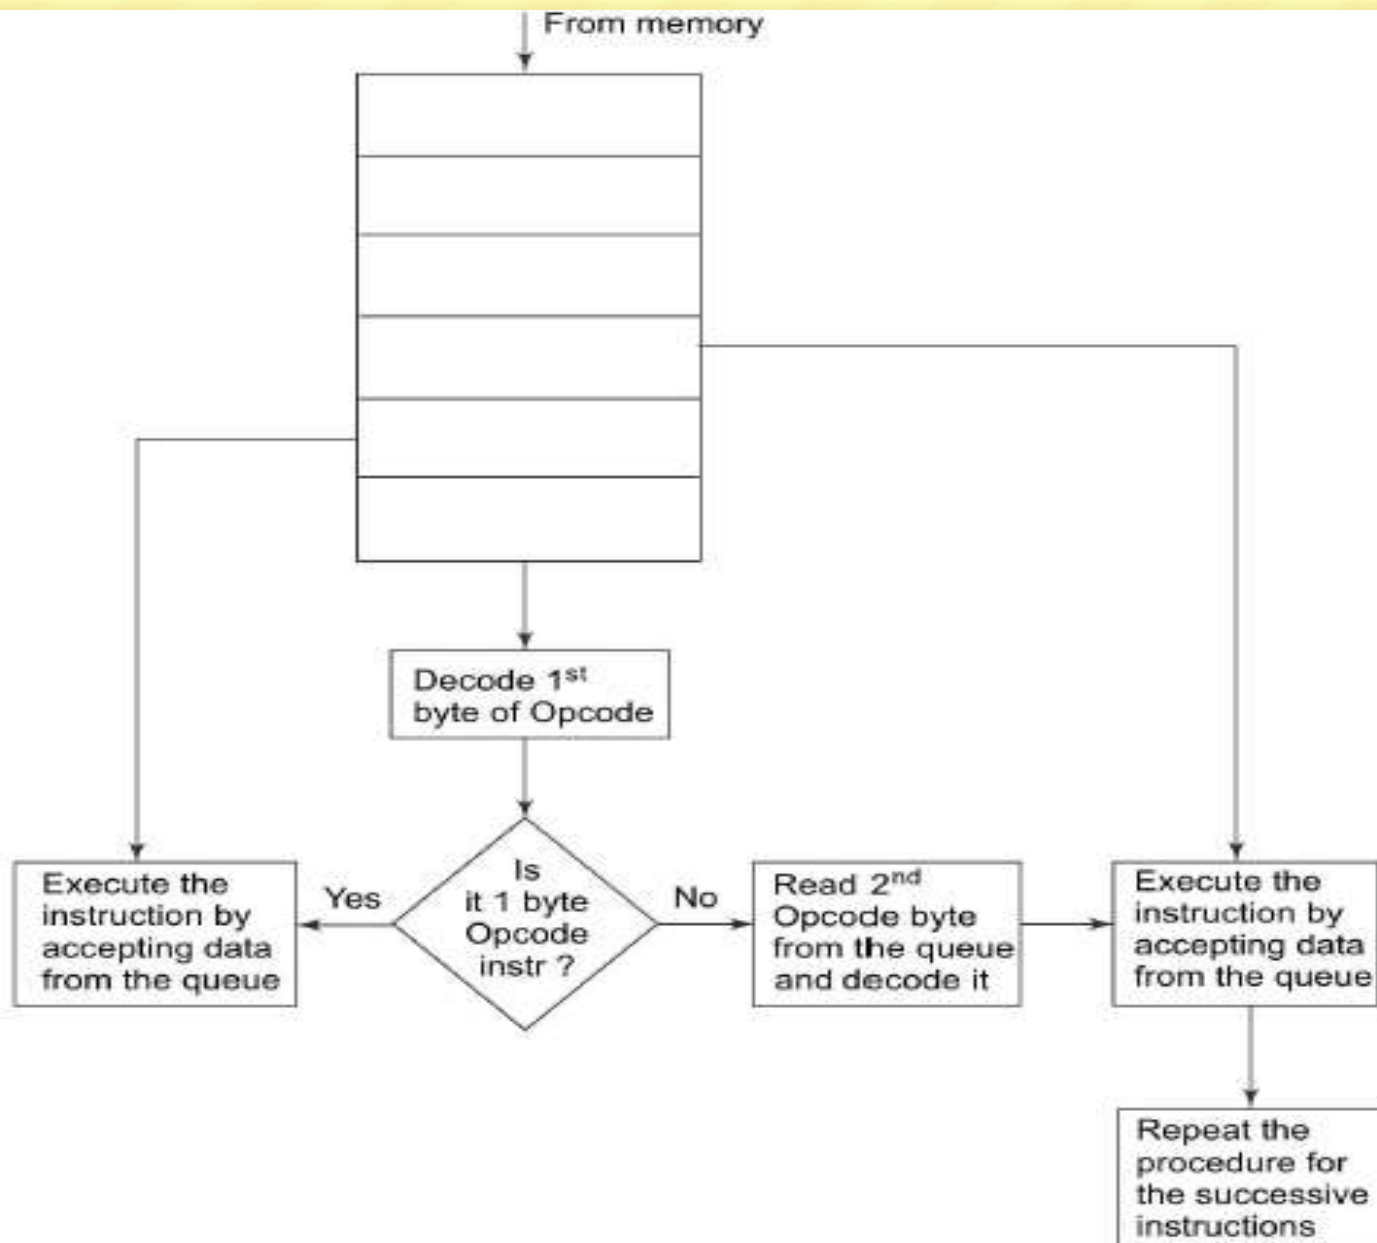 From memory
Decode 1st
byte of Opcode
Execute the
instruction by
accepting data
from the queue
Yes
Is
it 1 byte
Opcode
instr ?
No
Read 2nd
Opcode byte
from the queue
and decode it
Execute the
instruction by
accepting data
from the queue
Repeat the
procedure for
the successive
instructions